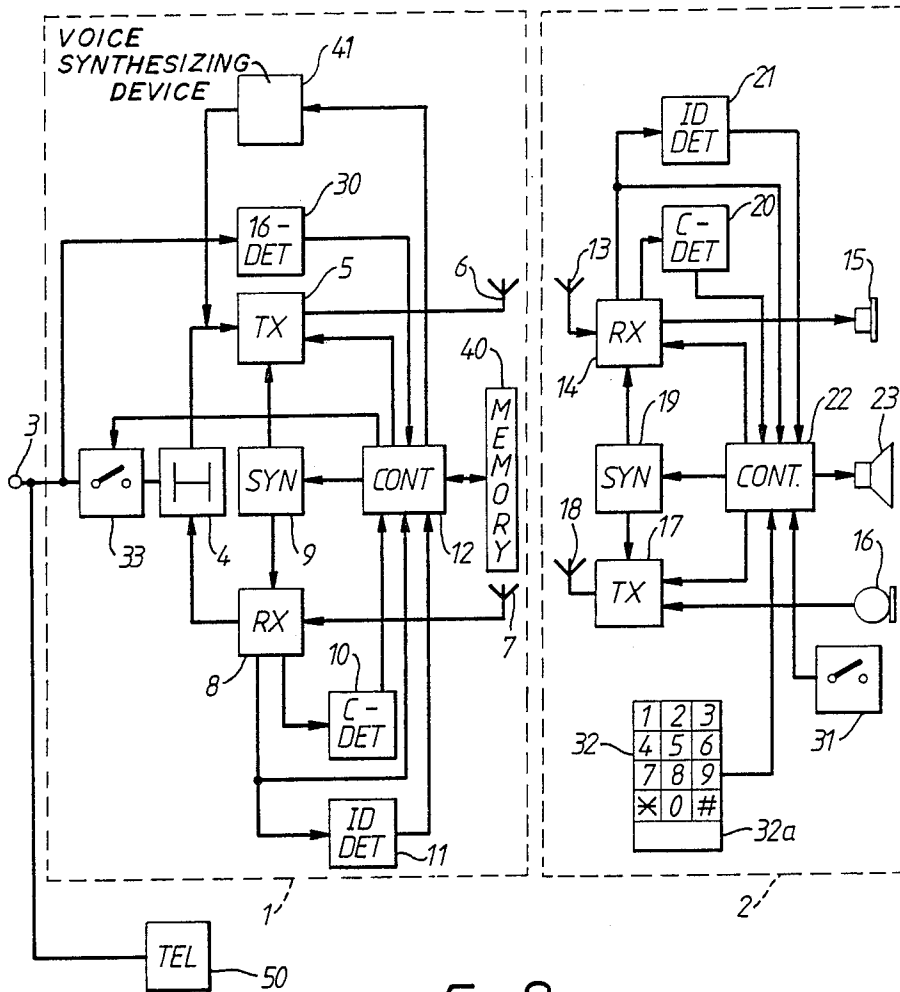 VOICE
SYNTHESIZING
DEVICE
41
30
16-
DET
5
TX
6
40
MEMORY
3
33
4
SYN
9
CONT
12
RX
8
7
10
C-
DET
ID
DET
11
1
TEL
50
21
ID
DET
20
C-
DET
13
15
RX
14
19
22
23
SYN
CONT.
18
17
16
TX
31
32
1 2 3
4 5 6
7 8 9
* 0 #
32a
2